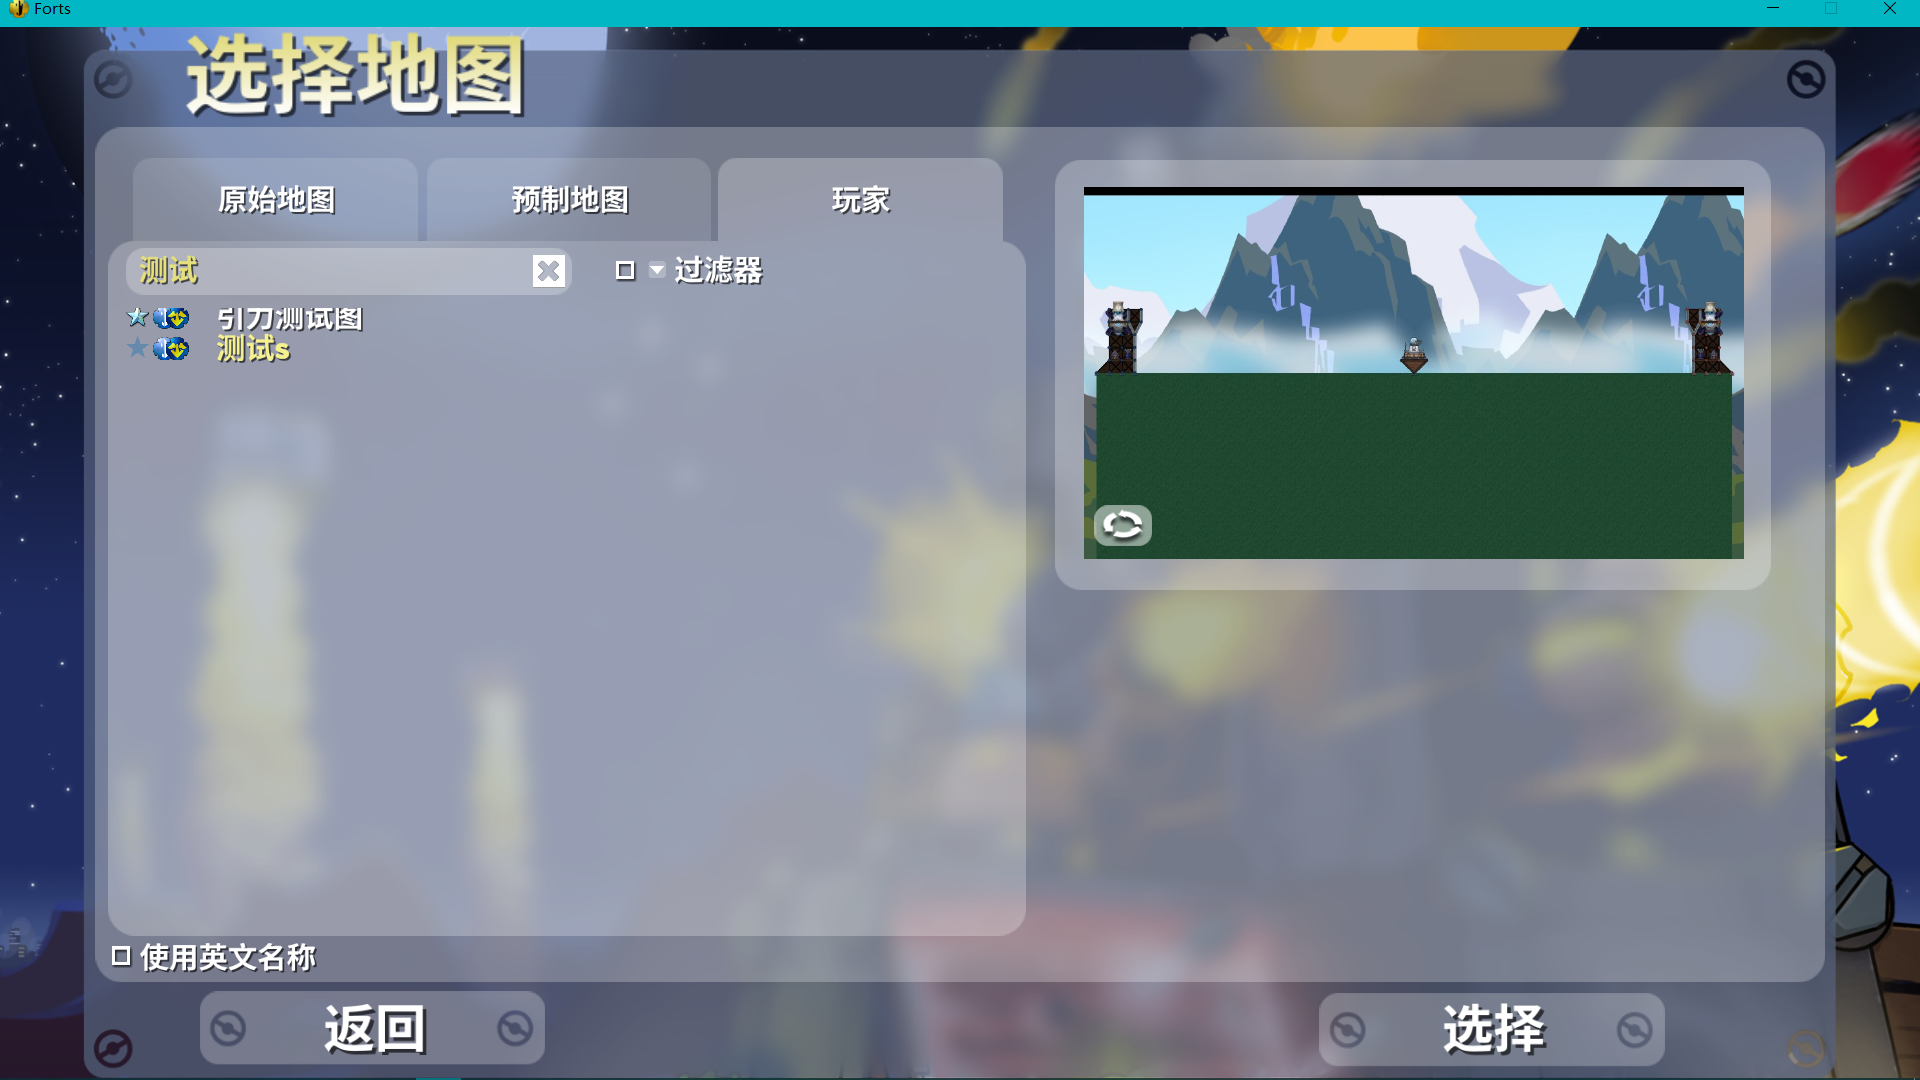 Forts
选择地图
原始地图
预制地图
玩家
测试
过滤器
引刀测试图
测试s
使用英文名称
返回
选择